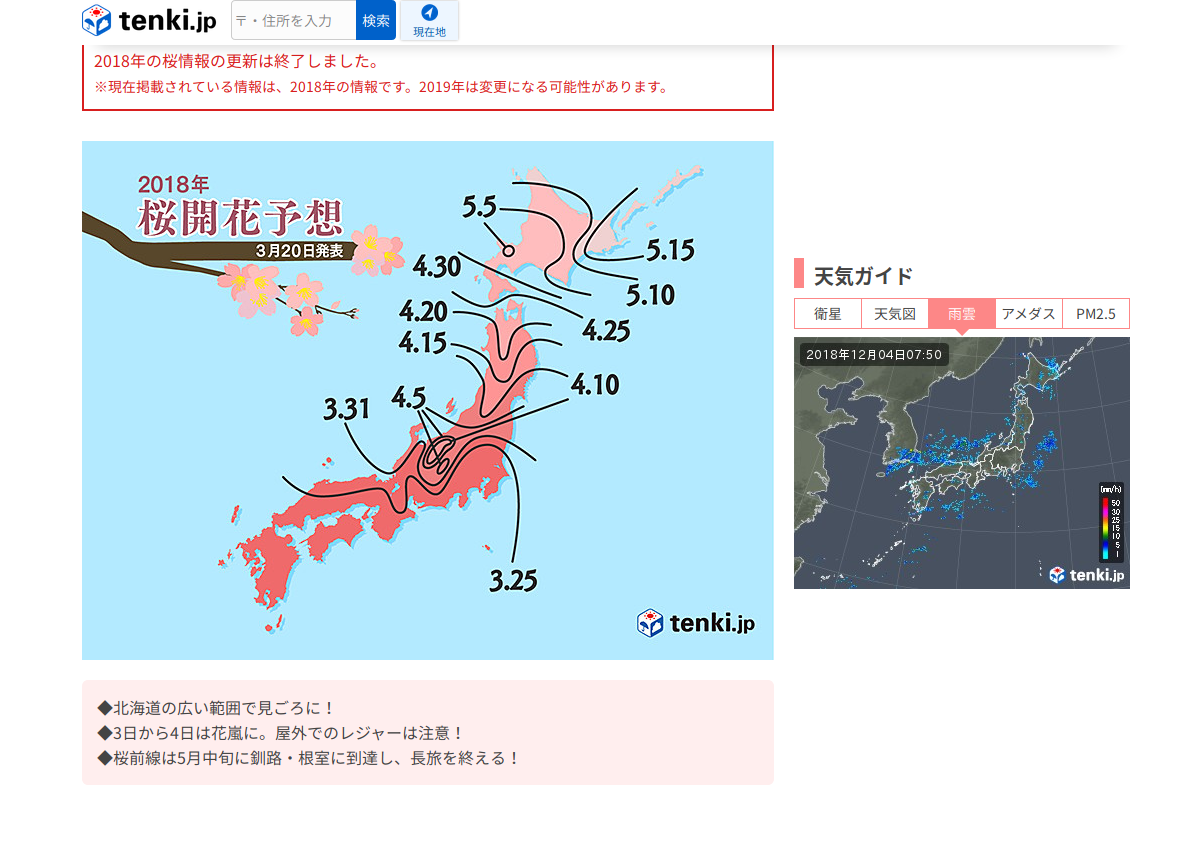 tenki.jp
〒・住所を入力
検索
現在地
2018年の桜情報の更新は終了しました。
※現在掲載されている情報は、2018年の情報です。2019年は変更になる可能性があります。
2018年
桜開花予想
3月20日発表
5.5
5.15
4.30
5.10
4.20
4.25
4.15
4.10
4.5
3.31
3.25
tenki.jp
◆北海道の広い範囲で見ごろに！
◆3日から4日は花嵐に。屋外でのレジャーは注意！
◆桜前線は5月中旬に釧路・根室に到達し、長旅を終える！
天気ガイド
衛星
天気図
雨雲
アメダス
PM2.5
2018年12月04日07:50
(mm/h)
50
30
25
15
10
5
1
tenki.jp